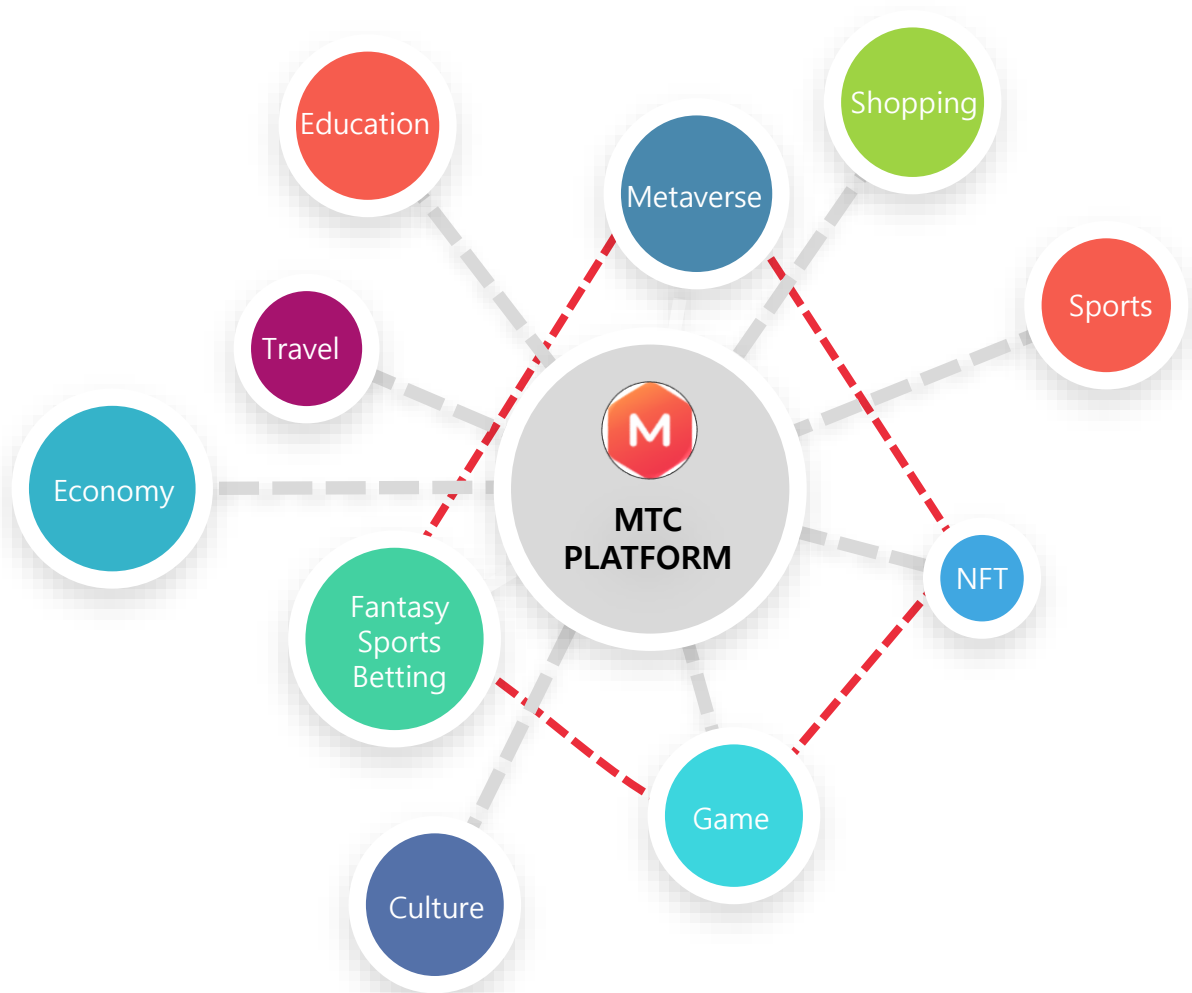 Shopping
Education
Metaverse
Sports
Travel
M
Economy
MTC
PLATFORM
NFT
Fantasy
Sports
Betting
Game
Culture